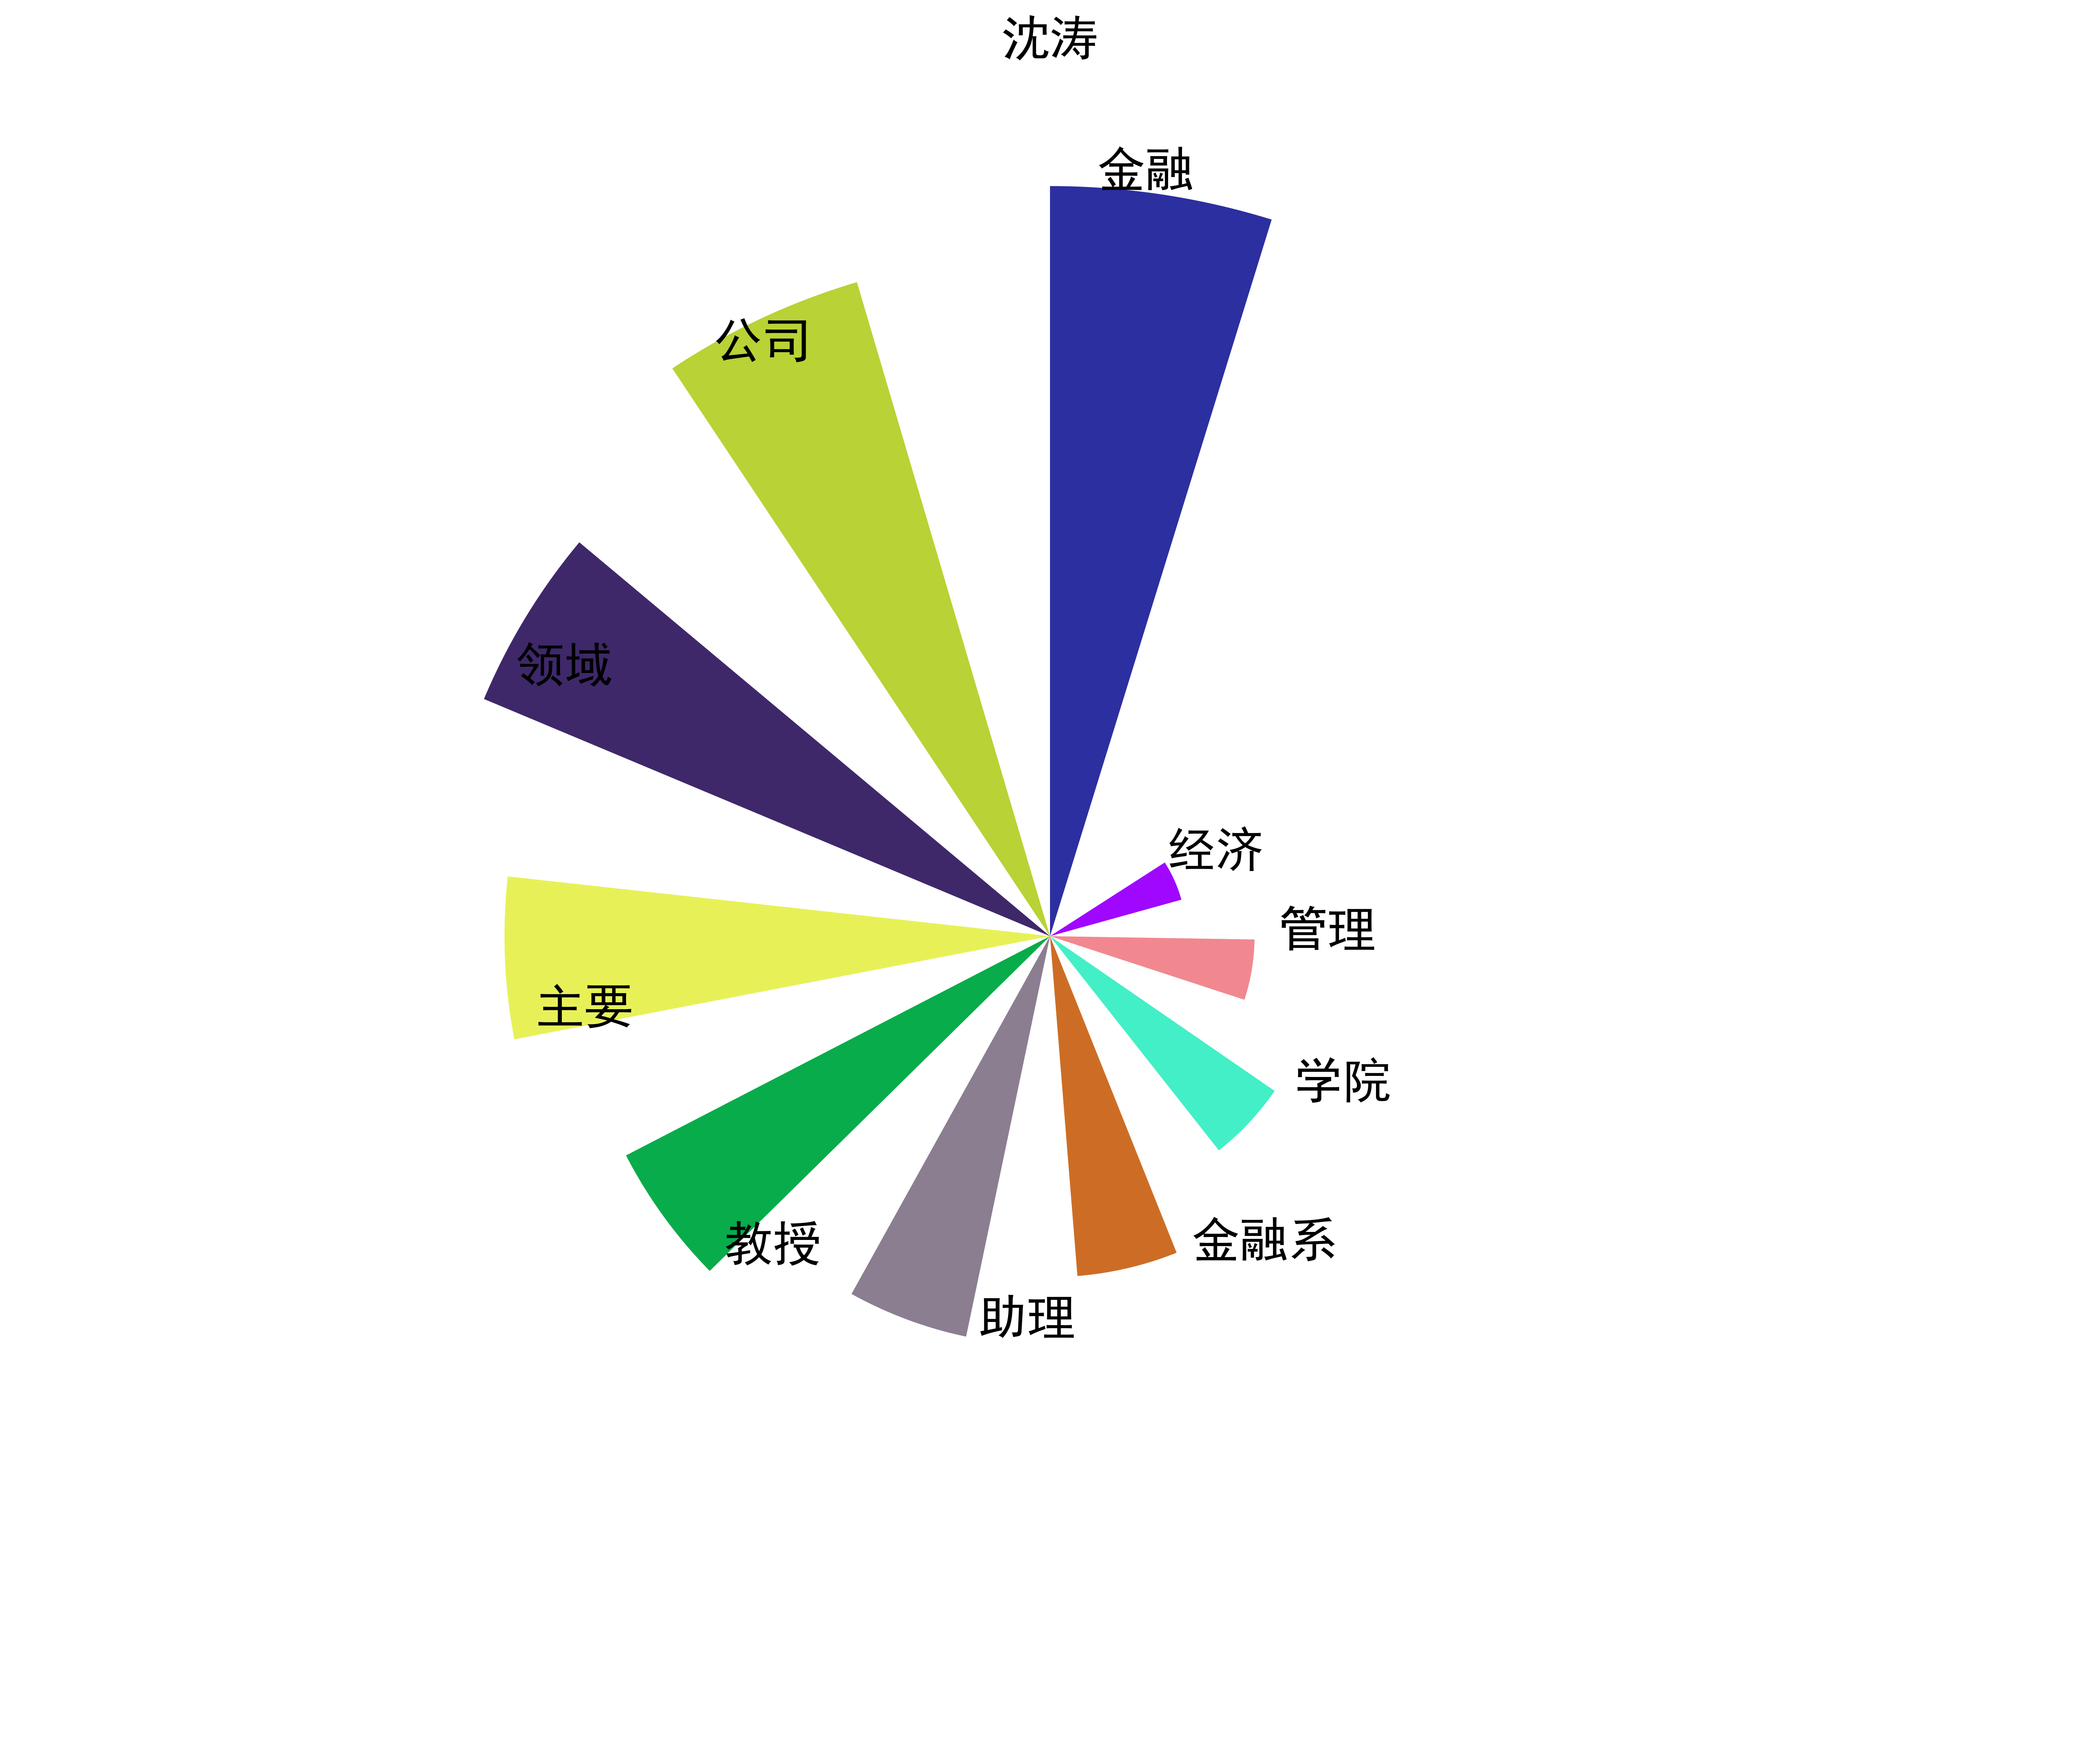 沈涛
金融
公司
领域
经济
管理
主要
学院
教授
金融系
助理